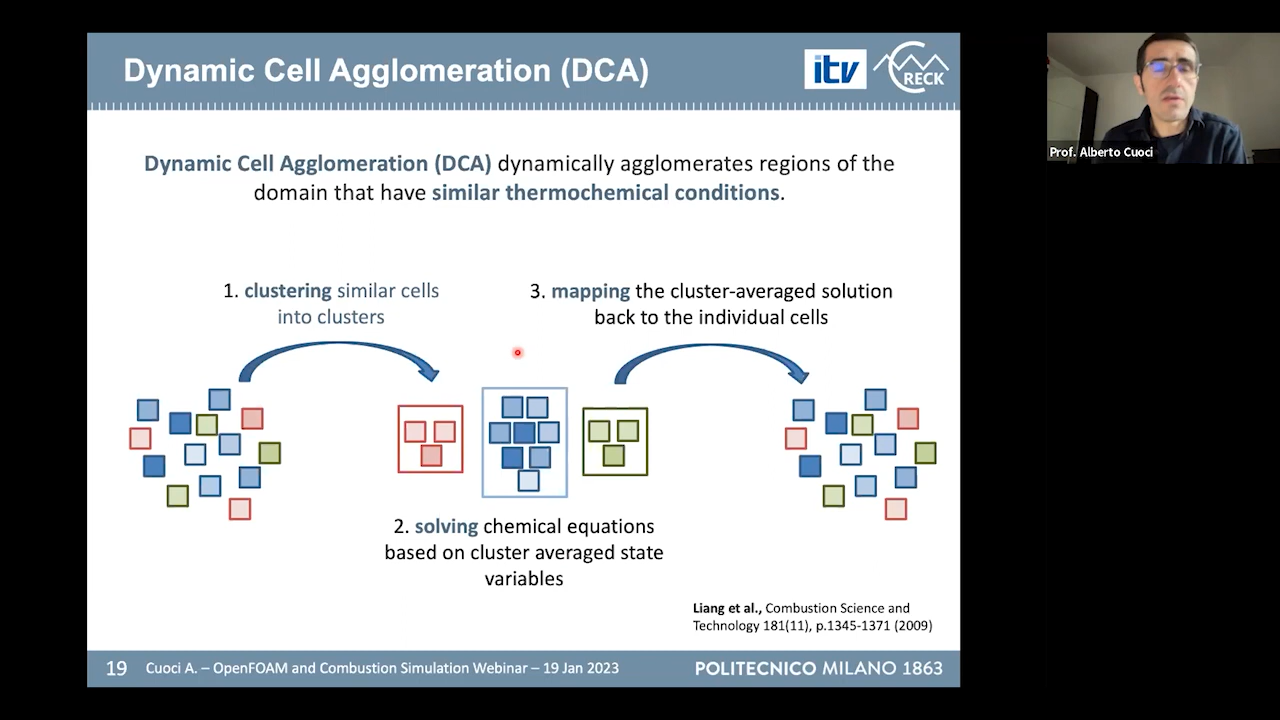 Dynamic Cell Agglomeration (DCA)
itv
CRECK
Prof. Alberto Cuoci
Dynamic Cell Agglomeration (DCA) dynamically agglomerates regions of the
domain that have similar thermochemical conditions.
1. clustering similar cells
into clusters
3. mapping the cluster-averaged solution
back to the individual cells
2. solving chemical equations
based on cluster averaged state
variables
Liang et al., Combustion Science and
Technology 181(11), p.1345-1371 (2009)
19 Cuoci A. – OpenFOAM and Combustion Simulation Webinar – 19 Jan 2023 POLITECNICO MILANO 1863